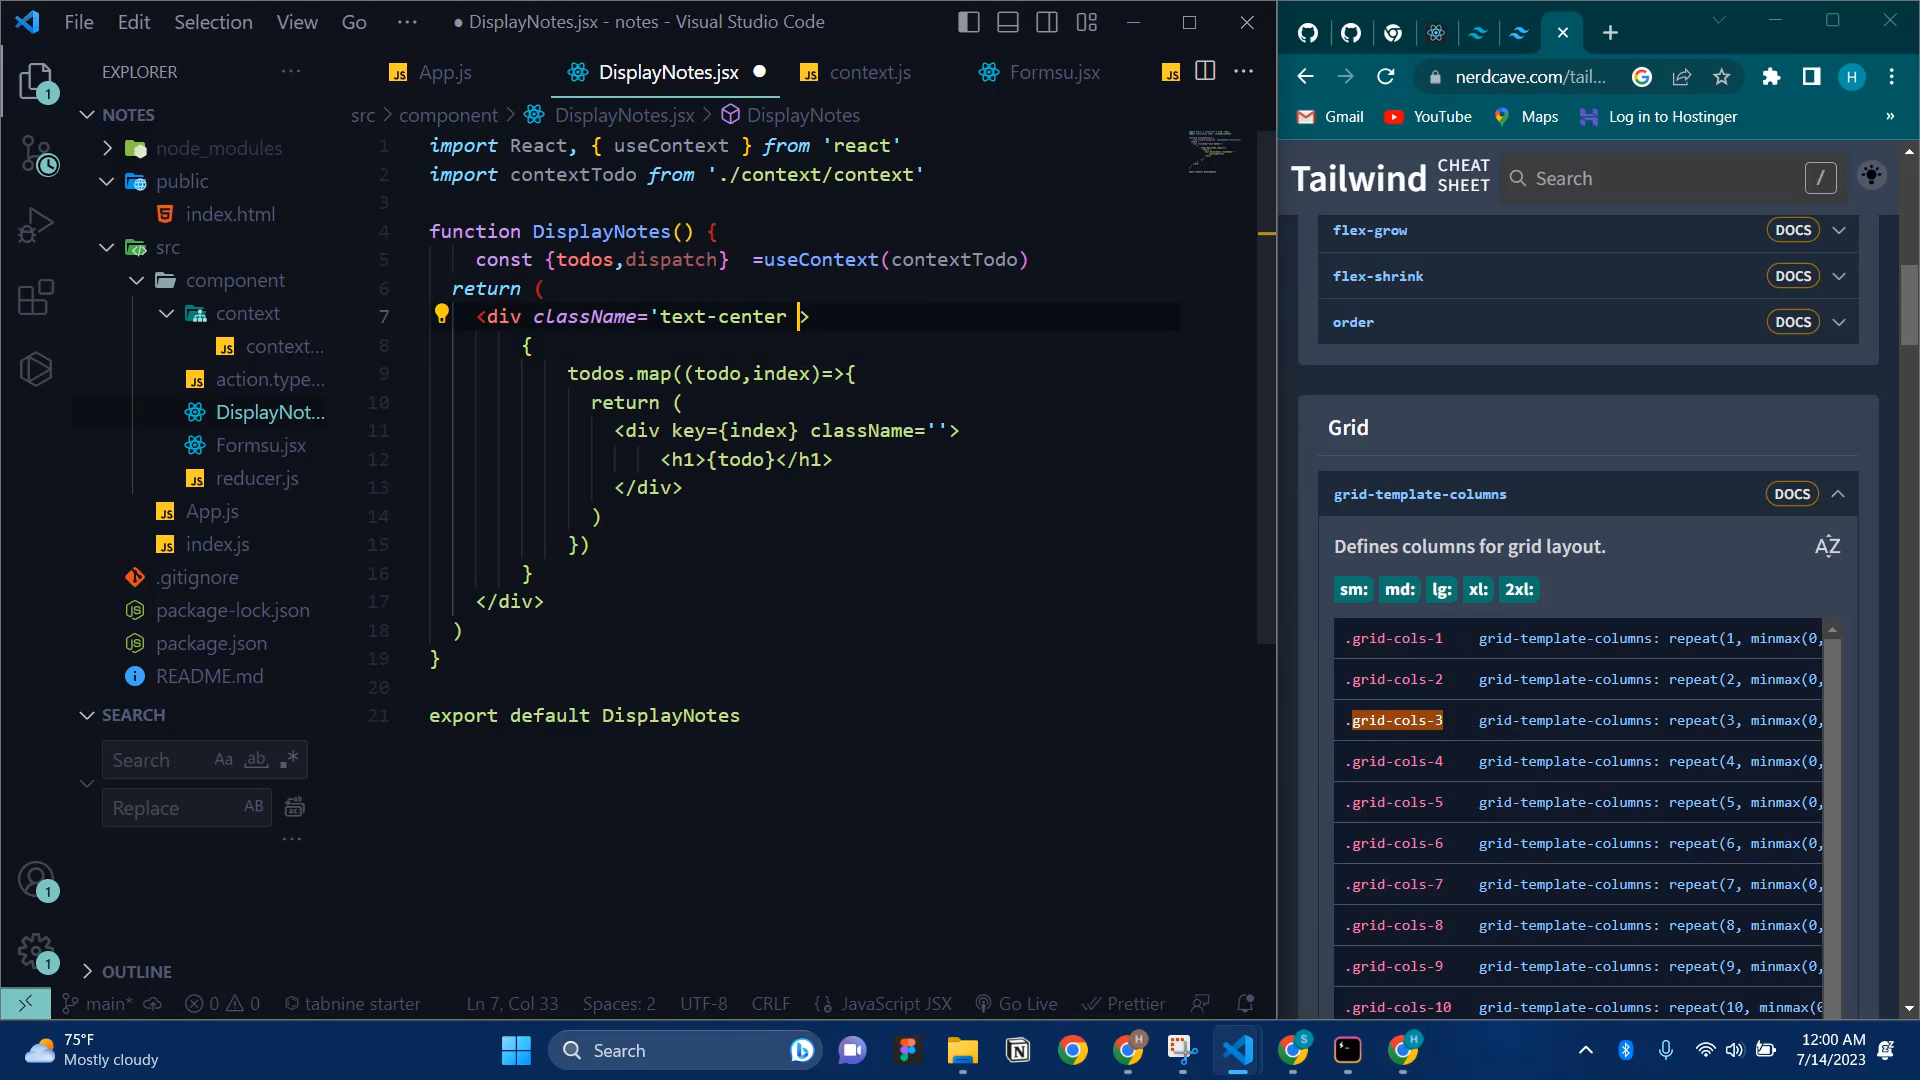 File Edit Selection View Go ··· ● DisplayNotes.jsx - notes - Visual Studio Code
EXPLORER ···
App.js DisplayNotes.jsx context.js Formsu.jsx JS ···
src > component > DisplayNotes.jsx > DisplayNotes
NOTES
node_modules
public
index.html
src
component
context
context...
action.type...
DisplayNot...
Formsu.jsx
reducer.js
App.js
index.js
.gitignore
package-lock.json
package.json
README.md
SEARCH
Search Aa ab .*
Replace AB
···
OUTLINE
1 import React, { useContext } from 'react'
2 import contextTodo from './context/context'
3
4 function DisplayNotes() {
5 const {todos,dispatch}  =useContext(contextTodo)
6 return (
7 <div className='text-center >
8 {
9 todos.map((todo,index)=>{
10 return (
11 <div key={index} className=''>
12 <h1>{todo}</h1>
13 </div>
14 )
15 })
16 }
17 </div>
18 )
19 }
20
21 export default DisplayNotes
main* 0 0 tabnine starter Ln 7, Col 33 Spaces: 2 UTF-8 CRLF JavaScript JSX Go Live Prettier
nerdcave.com/tail... H
Gmail YouTube Maps Log in to Hostinger »
Tailwind CHEAT SHEET Search /
flex-grow DOCS
flex-shrink DOCS
order DOCS
Grid
grid-template-columns DOCS
Defines columns for grid layout.
sm: md: lg: xl: 2xl:
.grid-cols-1 grid-template-columns: repeat(1, minmax(0,
.grid-cols-2 grid-template-columns: repeat(2, minmax(0,
.grid-cols-3 grid-template-columns: repeat(3, minmax(0,
.grid-cols-4 grid-template-columns: repeat(4, minmax(0,
.grid-cols-5 grid-template-columns: repeat(5, minmax(0,
.grid-cols-6 grid-template-columns: repeat(6, minmax(0,
.grid-cols-7 grid-template-columns: repeat(7, minmax(0,
.grid-cols-8 grid-template-columns: repeat(8, minmax(0,
.grid-cols-9 grid-template-columns: repeat(9, minmax(0,
.grid-cols-10 grid-template-columns: repeat(10, minmax(0
75°F
Mostly cloudy
Search
12:00 AM
7/14/2023